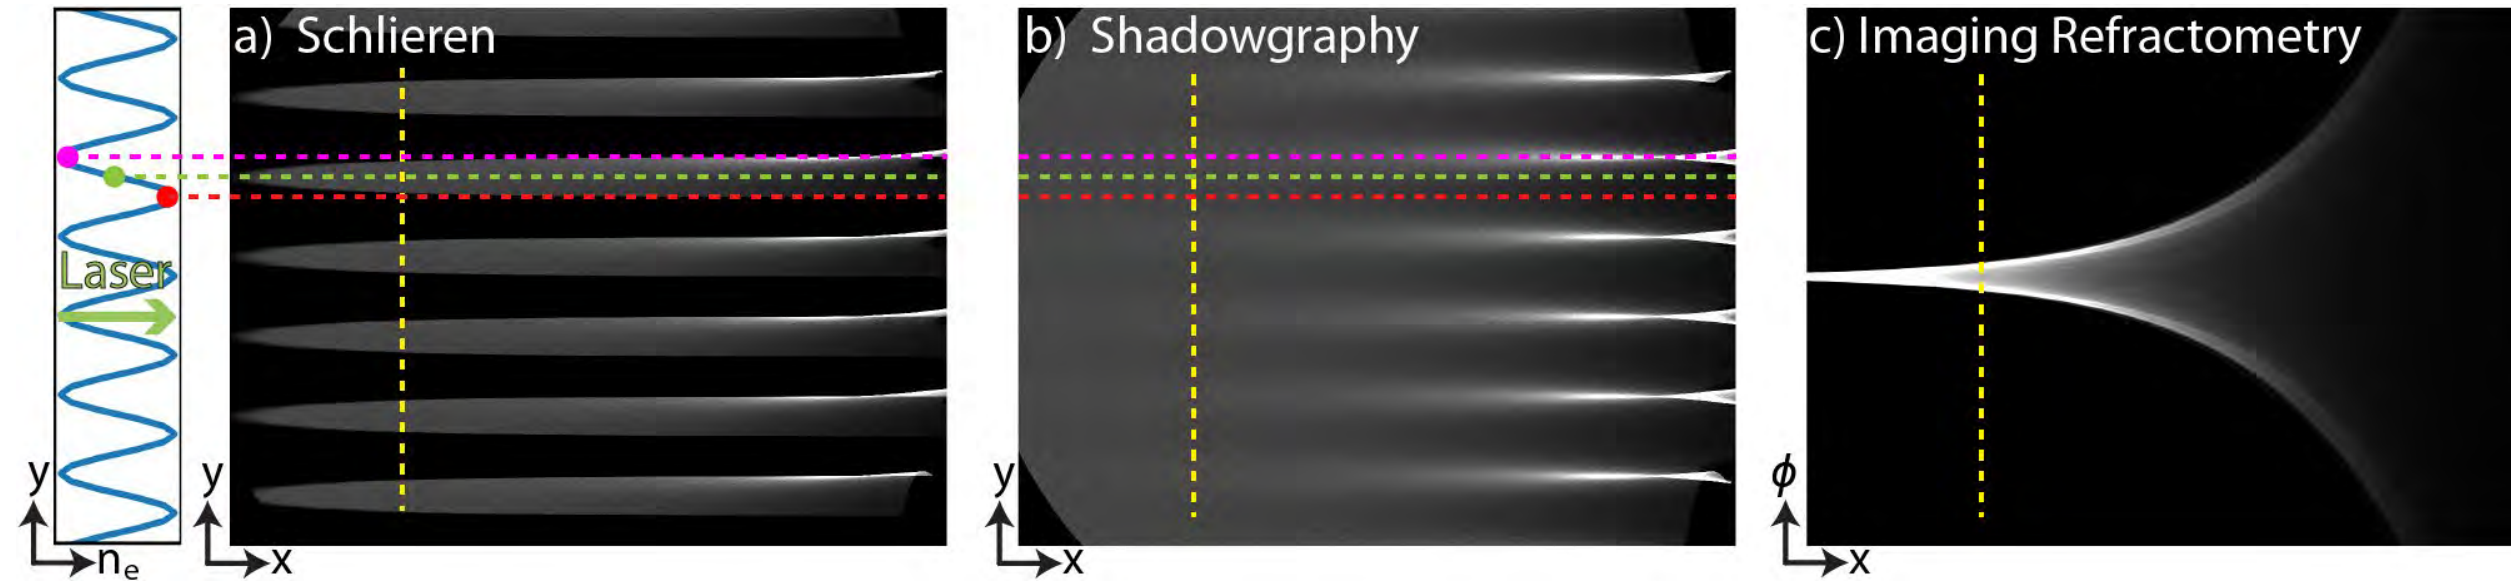 a) Schlieren
b) Shadowgraphy
c) Imaging Refractometry
Laser
y
nₑ
y
x
y
x
ϕ
x